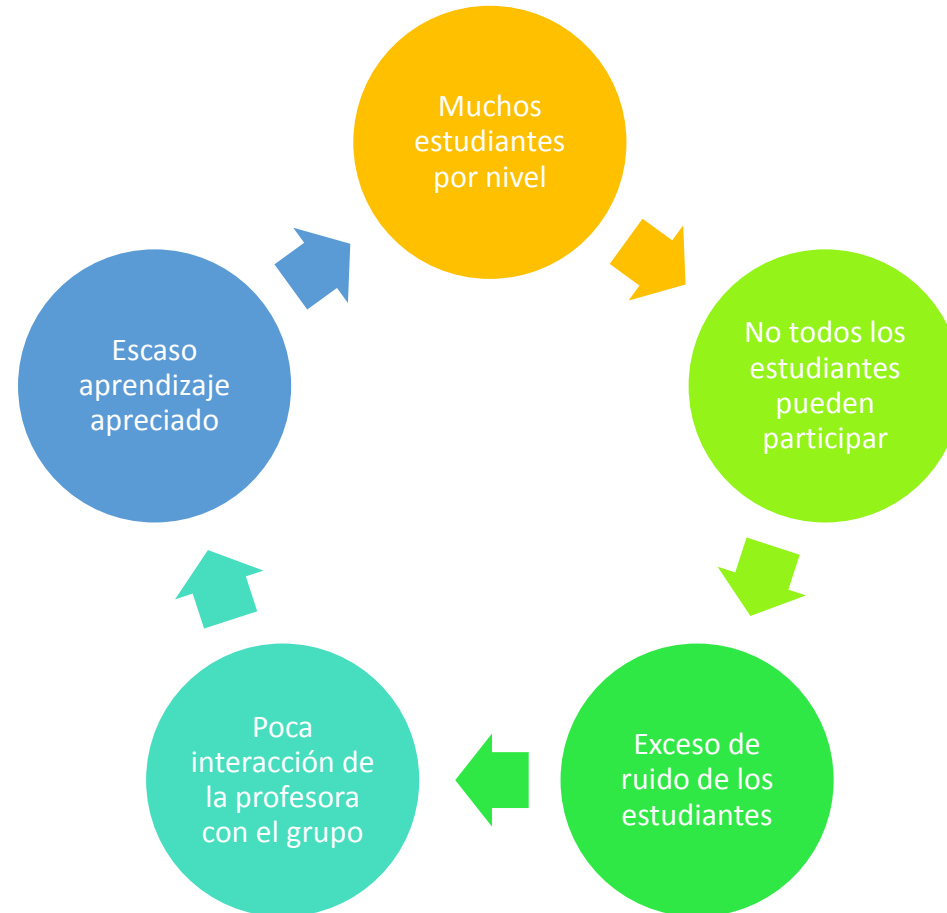 Muchos
estudiantes
por nivel
No todos los
estudiantes
pueden
participar
Exceso de
ruido de los
estudiantes
Poca
interacción de
la profesora
con el grupo
Escaso
aprendizaje
apreciado